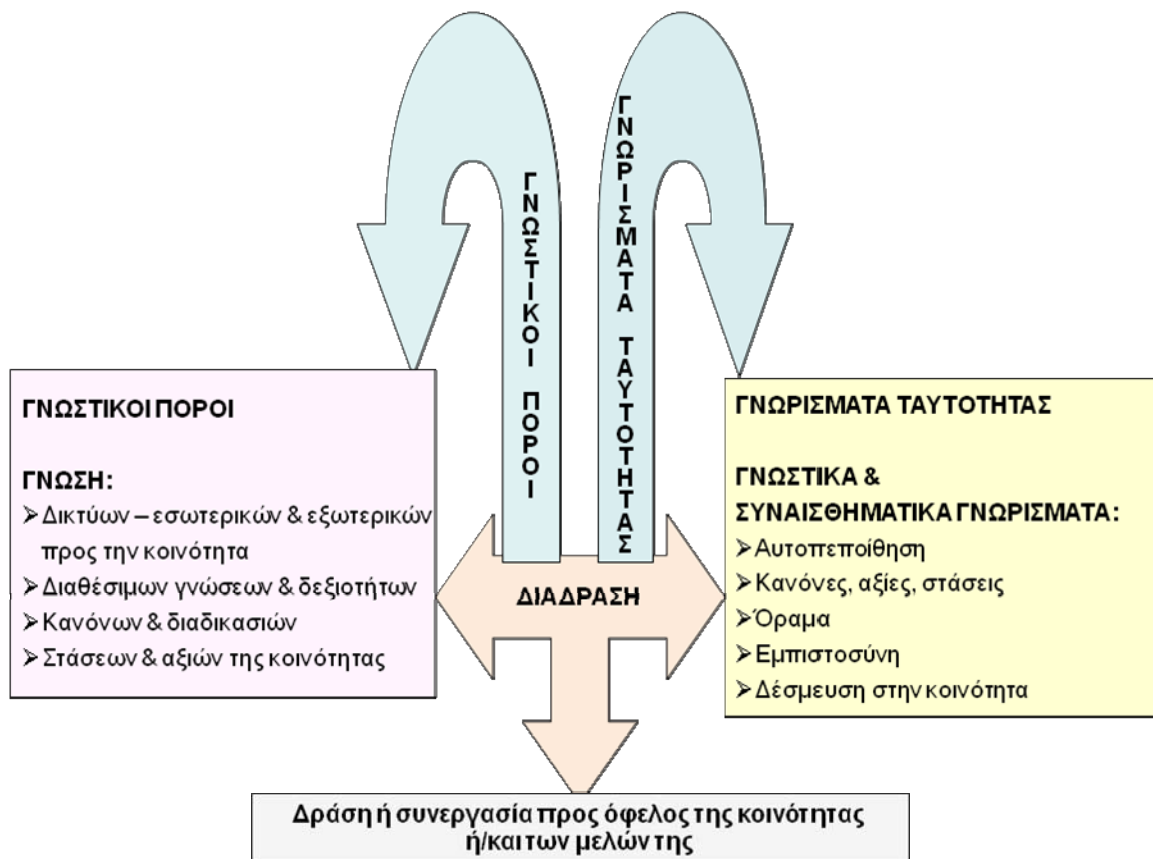 ΓΝΩΣΤΙΚΟΙ ΠΟΡΟΙ
ΓΝΩΡΙΣΜΑΤΑ ΤΑΥΤΟΤΗΤΑΣ
ΓΝΩΣΤΙΚΟΙ ΠΟΡΟΙ
ΓΝΩΣΗ:
➢ Δικτύων – εσωτερικών & εξωτερικών
προς την κοινότητα
➢ Διαθέσιμων γνώσεων & δεξιοτήτων
➢ Κανόνων & διαδικασιών
➢ Στάσεων & αξιών της κοινότητας
ΔΙΑΔΡΑΣΗ
ΓΝΩΡΙΣΜΑΤΑ ΤΑΥΤΟΤΗΤΑΣ
ΓΝΩΣΤΙΚΑ &
ΣΥΝΑΙΣΘΗΜΑΤΙΚΑ ΓΝΩΡΙΣΜΑΤΑ:
➢ Αυτοπεποίθηση
➢ Κανόνες, αξίες, στάσεις
➢ Όραμα
➢ Εμπιστοσύνη
➢ Δέσμευση στην κοινότητα
Δράση ή συνεργασία προς όφελος της κοινότητας
ή/και των μελών της